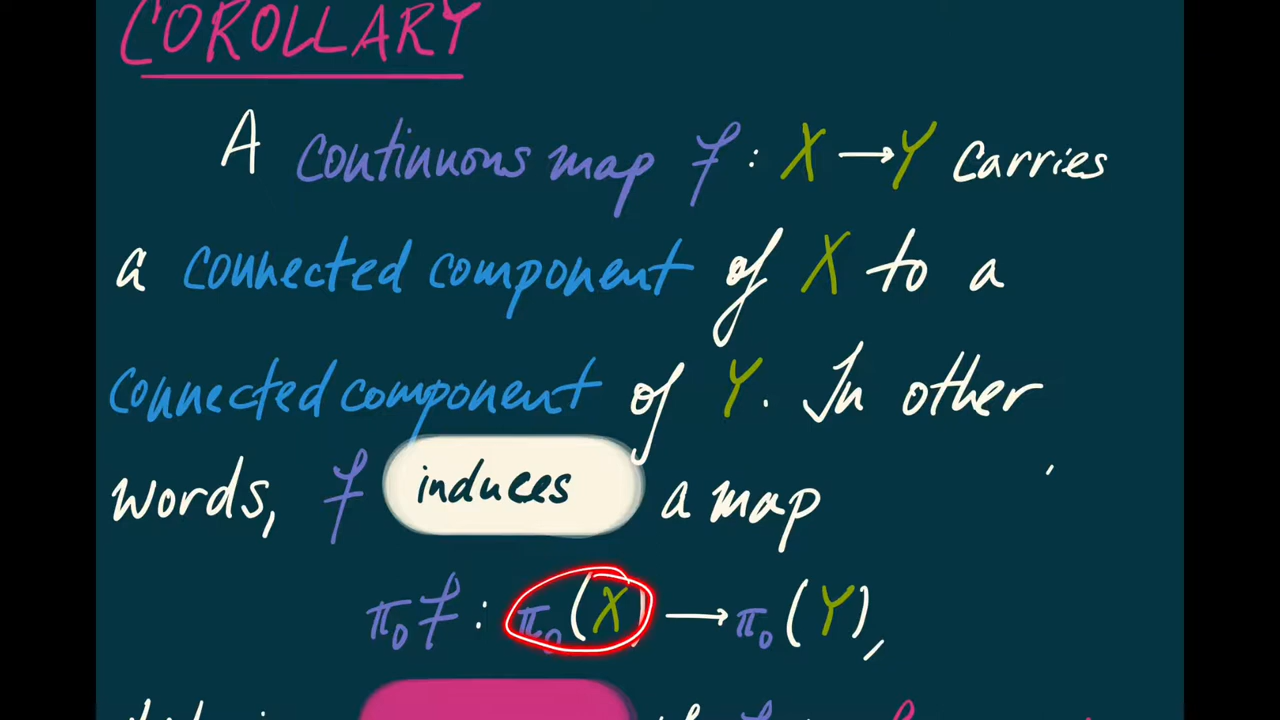 COROLLARY
A continuous map f : X → Y carries
a connected component of X to a
connected component of Y. In other
words, f induces a map
π₀f : π₀(X) → π₀(Y),